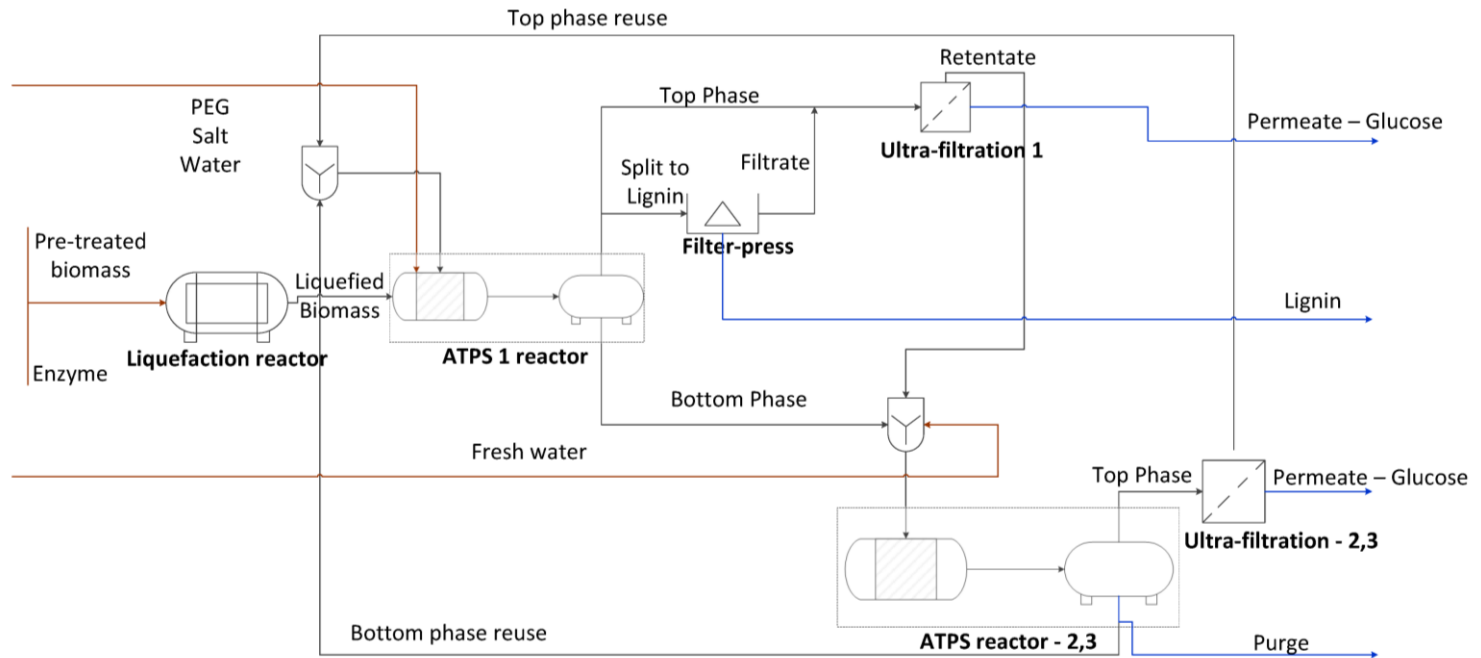 Top phase reuse
Retentate
PEG
Salt
Water
Top Phase
Permeate – Glucose
Ultra-filtration 1
Split to
Lignin
Filtrate
Filter-press
Pre-treated
biomass
Liquefied
Biomass
Lignin
Liquefaction reactor
ATPS 1 reactor
Enzyme
Bottom Phase
Fresh water
Top Phase
Permeate – Glucose
Ultra-filtration - 2,3
Bottom phase reuse
ATPS reactor - 2,3
Purge